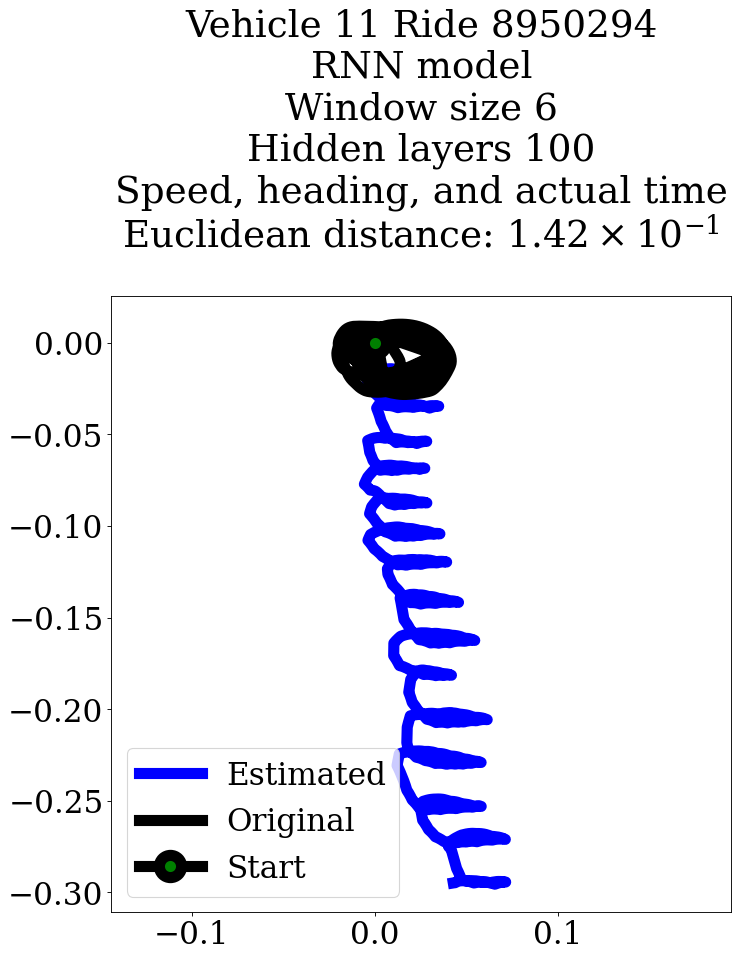 Vehicle 11 Ride 8950294
RNN model
Window size 6
Hidden layers 100
Speed, heading, and actual time
Euclidean distance: 1.42 × 10⁻¹
0.00
−0.05
−0.10
−0.15
−0.20
−0.25
−0.30
Estimated
Original
Start
−0.1 0.0 0.1